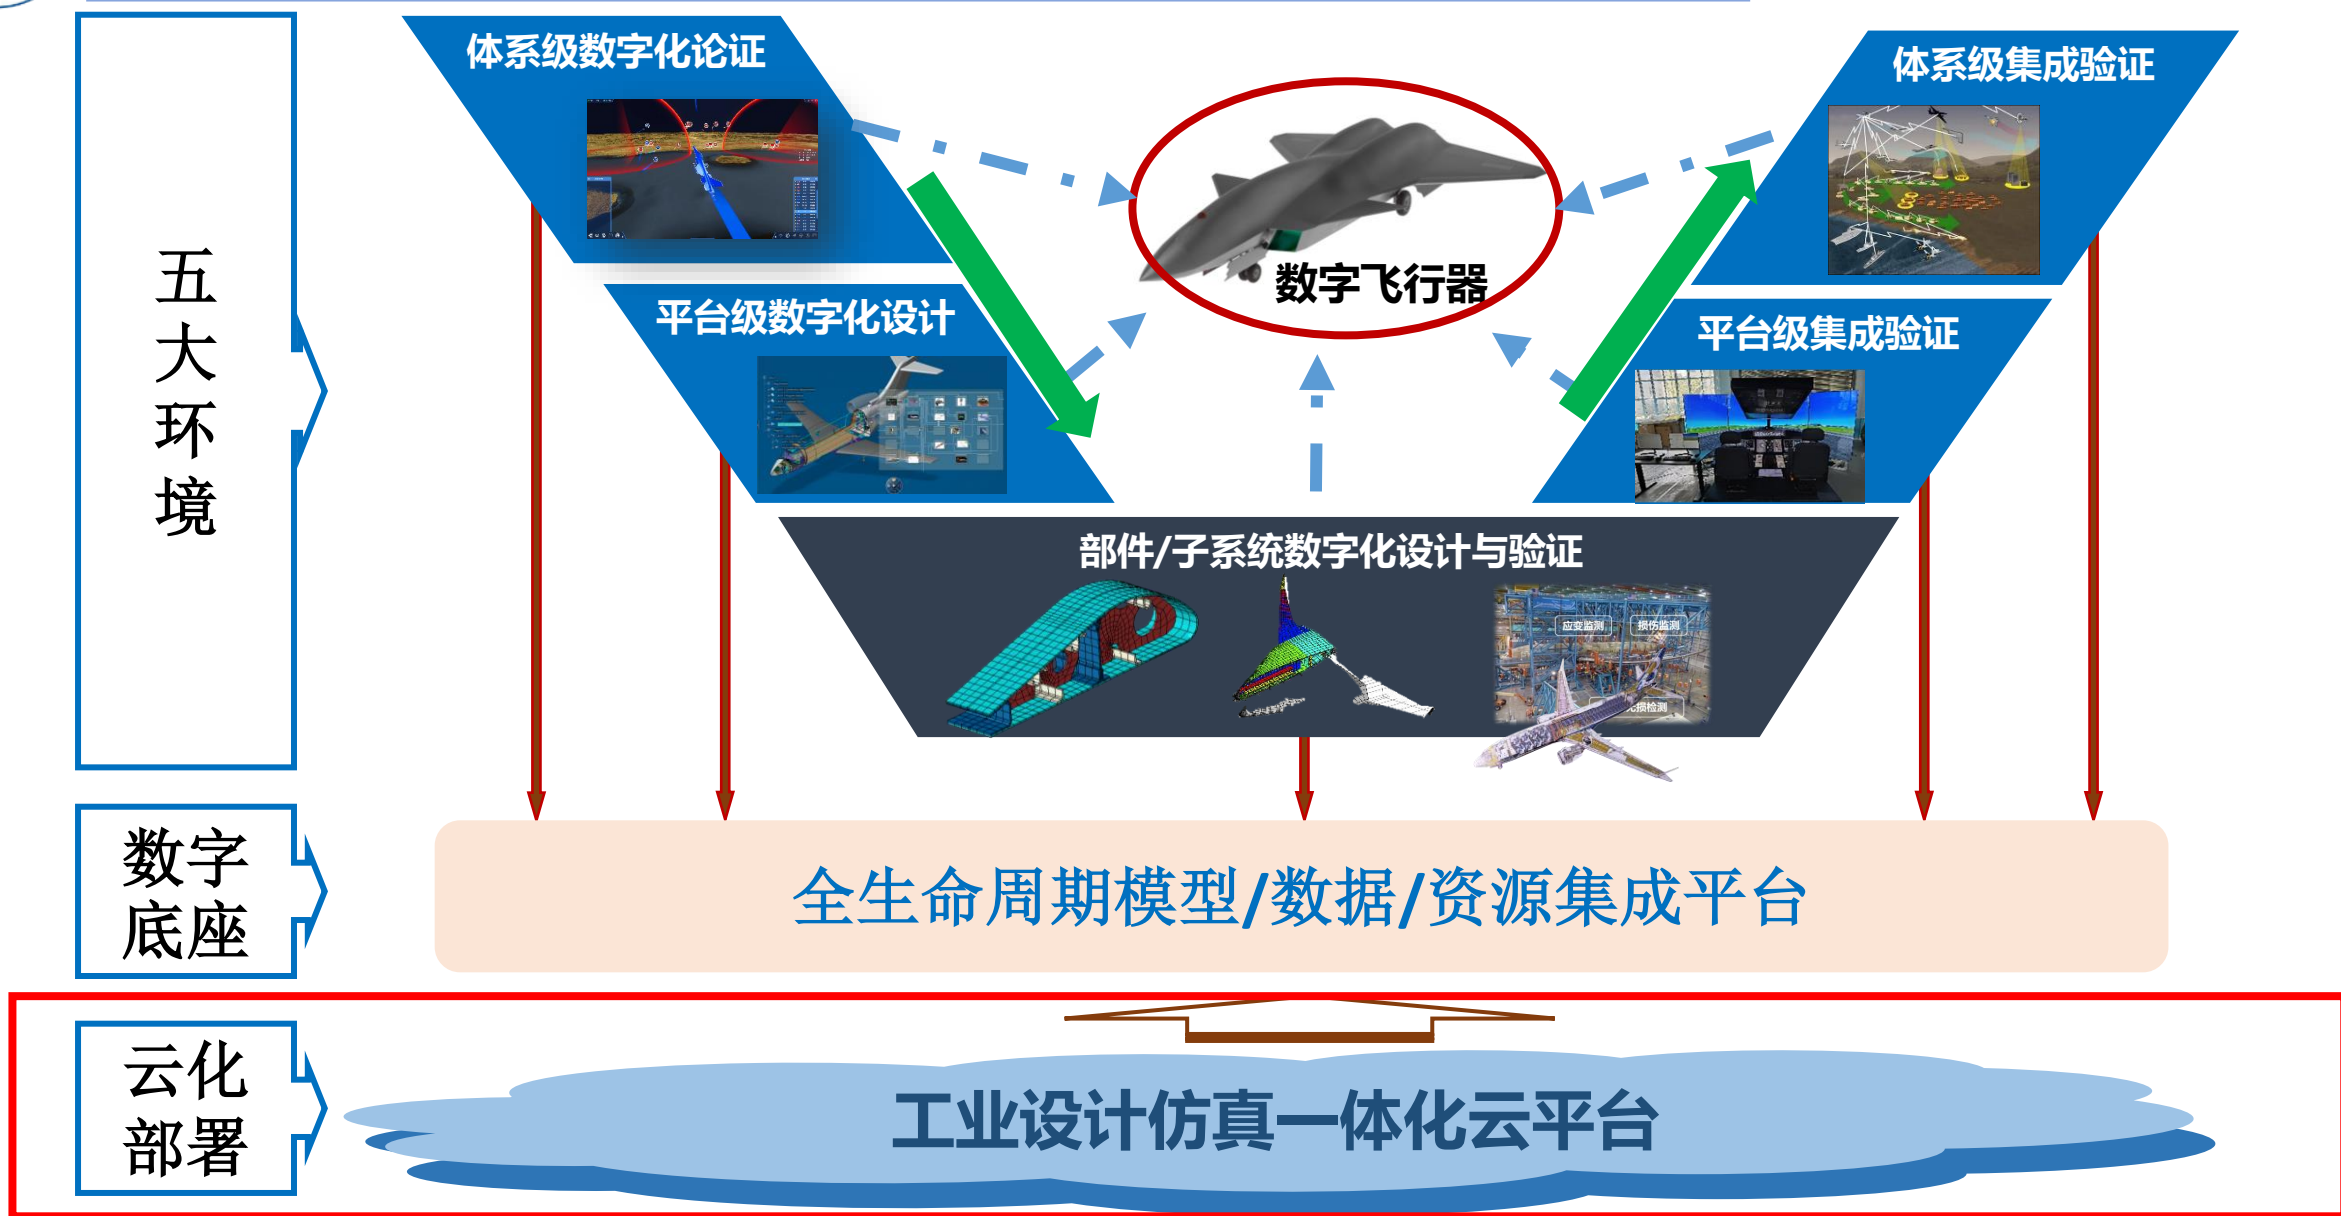 五
大
环
境
体系级数字化论证
体系级集成验证
数字飞行器
平台级数字化设计
平台级集成验证
部件/子系统数字化设计与验证
应变监测
损伤监测
损检测
数字
底座
全生命周期模型/数据/资源集成平台
云化
部署
工业设计仿真一体化云平台